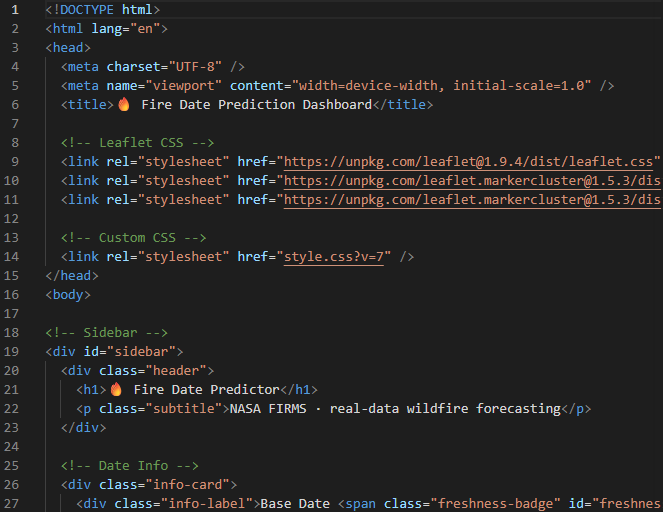 1 <!DOCTYPE html>
2 <html lang="en">
3 <head>
4 <meta charset="UTF-8" />
5 <meta name="viewport" content="width=device-width, initial-scale=1.0" />
6 <title>🔥 Fire Date Prediction Dashboard</title>
7
8 <!-- Leaflet CSS -->
9 <link rel="stylesheet" href="https://unpkg.com/leaflet@1.9.4/dist/leaflet.css"
10 <link rel="stylesheet" href="https://unpkg.com/leaflet.markercluster@1.5.3/dis
11 <link rel="stylesheet" href="https://unpkg.com/leaflet.markercluster@1.5.3/dis
12
13 <!-- Custom CSS -->
14 <link rel="stylesheet" href="style.css?v=7" />
15 </head>
16 <body>
17
18 <!-- Sidebar -->
19 <div id="sidebar">
20 <div class="header">
21 <h1>🔥 Fire Date Predictor</h1>
22 <p class="subtitle">NASA FIRMS · real-data wildfire forecasting</p>
23 </div>
24
25 <!-- Date Info -->
26 <div class="info-card">
27 <div class="info-label">Base Date <span class="freshness-badge" id="freshnes